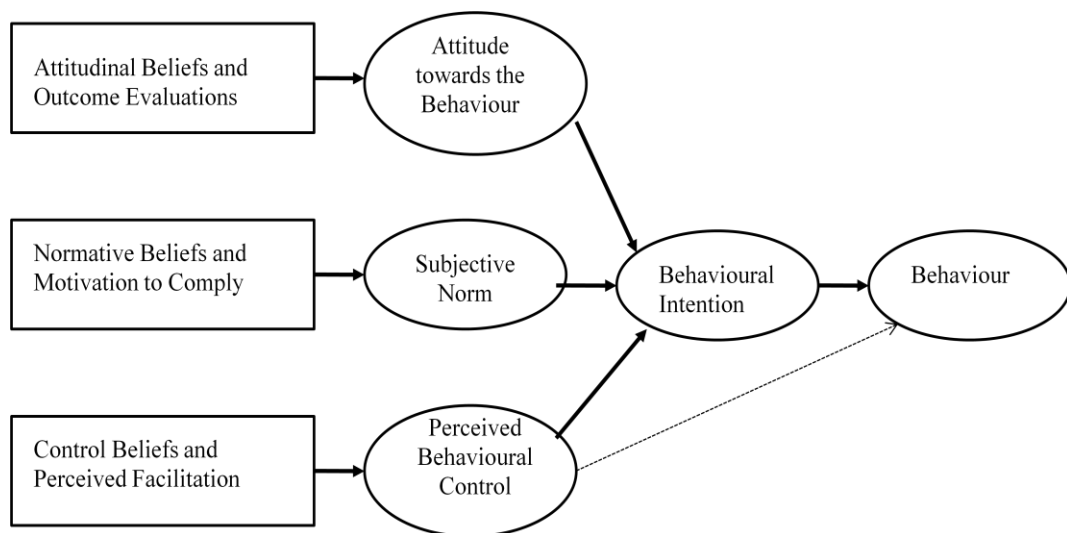 Attitudinal Beliefs and
Outcome Evaluations
Attitude
towards the
Behaviour
Normative Beliefs and
Motivation to Comply
Subjective
Norm
Behavioural
Intention
Behaviour
Control Beliefs and
Perceived Facilitation
Perceived
Behavioural
Control